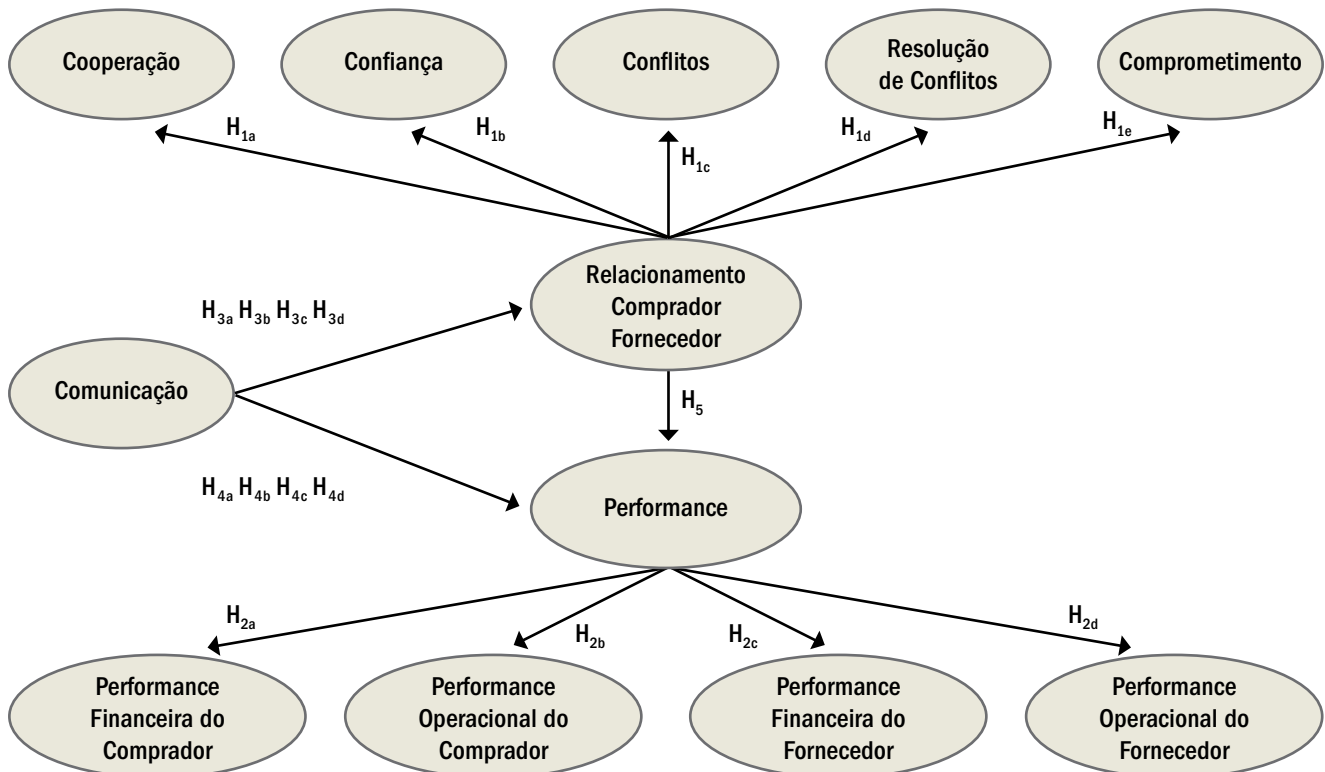 Cooperação
Confiança
Conflitos
Resolução
de Conflitos
Comprometimento
H1a
H1b
H1c
H1d
H1e
Relacionamento
Comprador
Fornecedor
H3a H3b H3c H3d
Comunicação
H5
H4a H4b H4c H4d
Performance
H2a
H2b
H2c
H2d
Performance
Financeira do
Comprador
Performance
Operacional do
Comprador
Performance
Financeira do
Fornecedor
Performance
Operacional do
Fornecedor